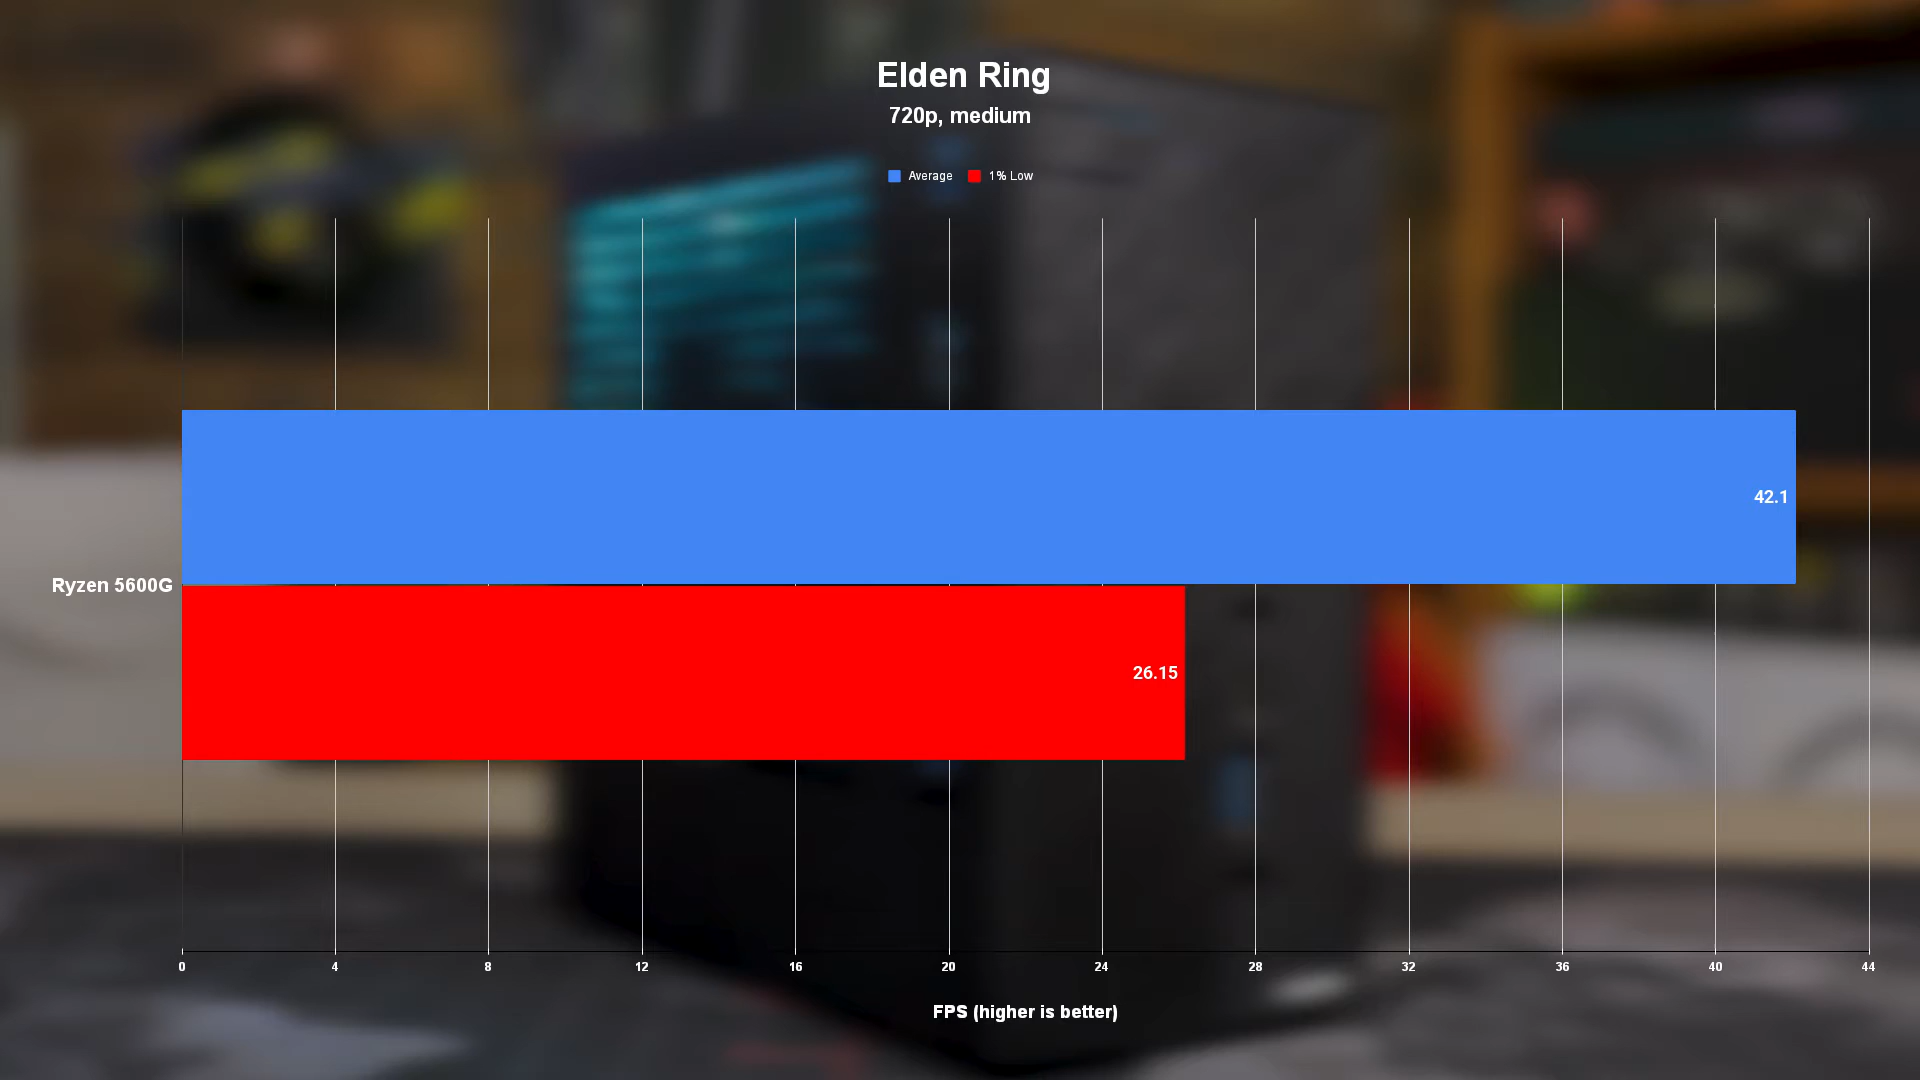 Elden Ring
720p, medium
Average 1% Low
42.1
Ryzen 5600G
26.15
0 4 8 12 16 20 24 28 32 36 40 44
FPS (higher is better)